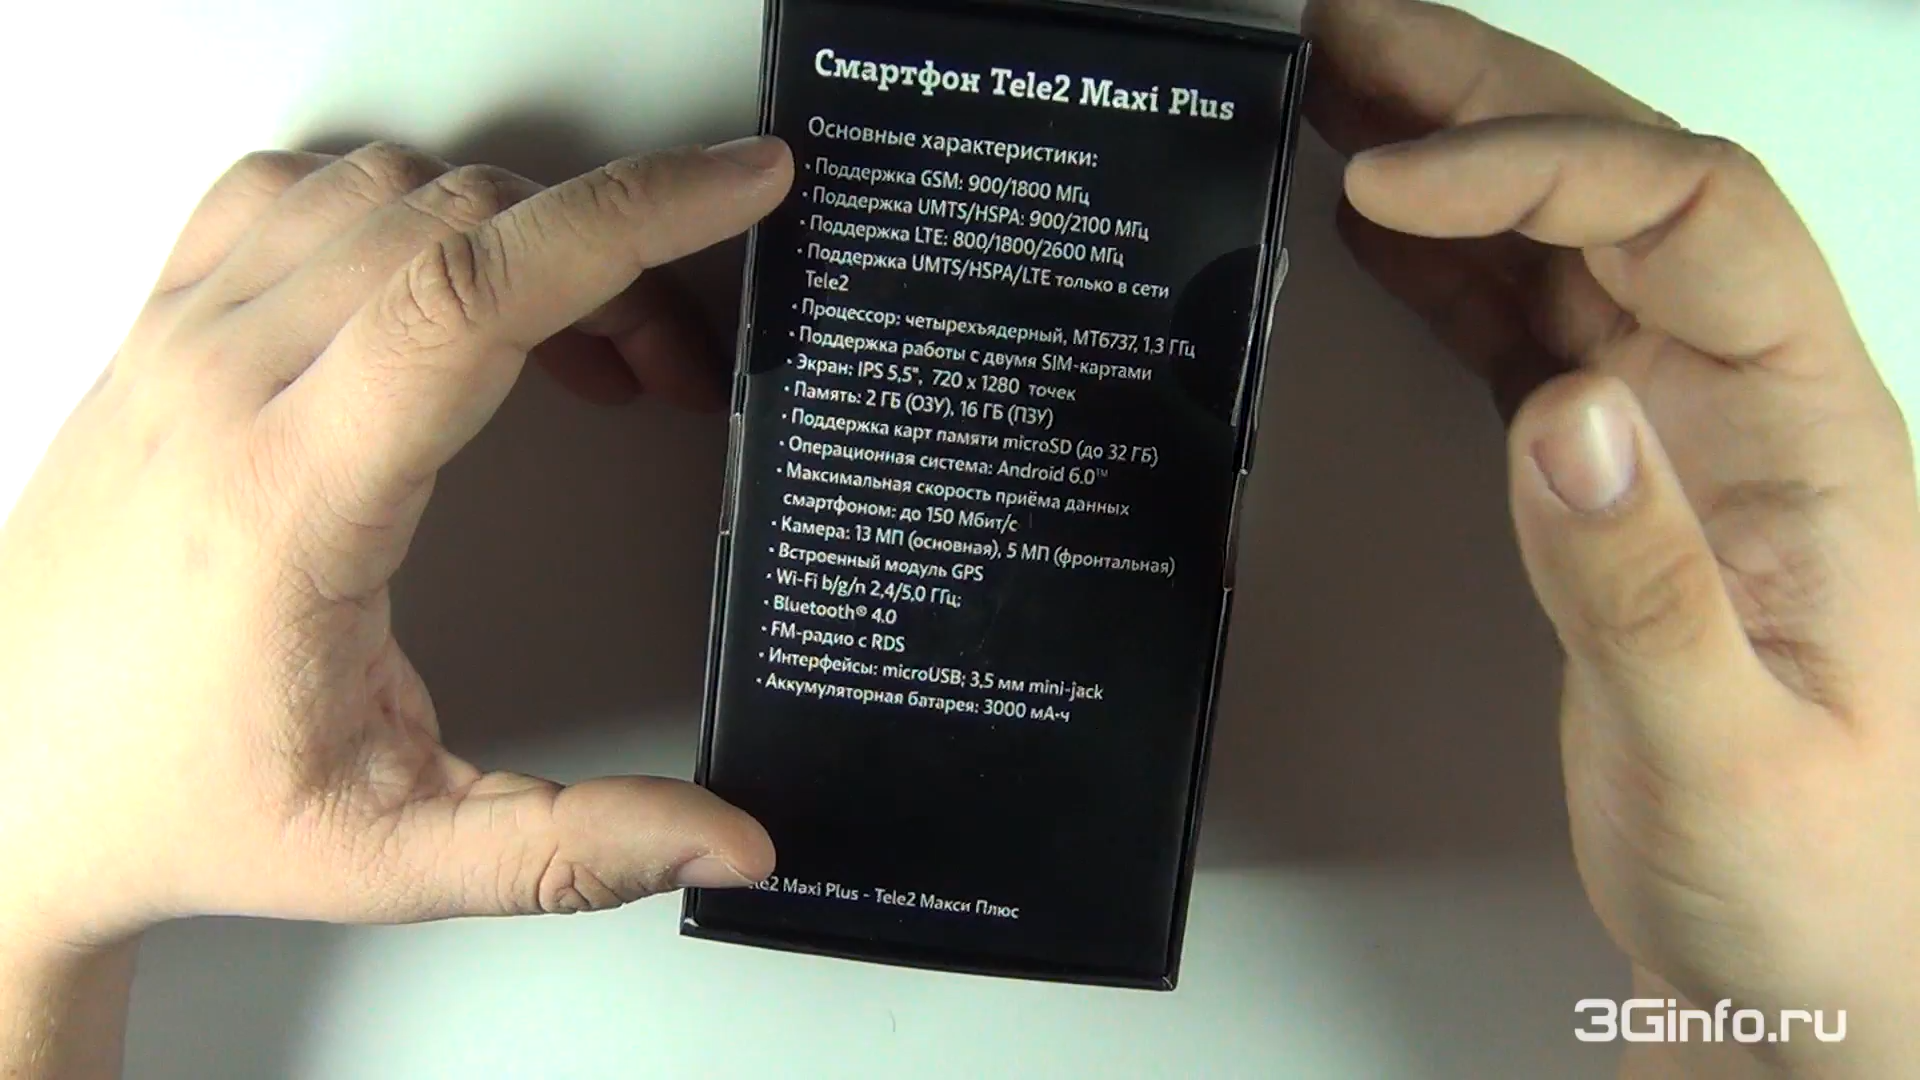 Смартфон Tele2 Maxi Plus
Основные характеристики:
• Поддержка GSM: 900/1800 МГц
• Поддержка UMTS/HSPA: 900/2100 МГц
• Поддержка LTE: 800/1800/2600 МГц
• Поддержка UMTS/HSPA/LTE только в сети
Tele2
• Процессор: четырехъядерный, MT6737, 1,3 ГГц
• Поддержка работы с двумя SIM-картами
• Экран: IPS 5,5", 720 x 1280 точек
• Память: 2 ГБ (ОЗУ), 16 ГБ (ПЗУ)
• Поддержка карт памяти microSD (до 32 ГБ)
• Операционная система: Android 6.0™
• Максимальная скорость приёма данных
смартфоном: до 150 Мбит/с
• Камера: 13 МП (основная), 5 МП (фронтальная)
• Встроенный модуль GPS
• Wi-Fi b/g/n 2,4/5,0 ГГц;
• Bluetooth® 4.0
• FM-радио с RDS
• Интерфейсы: microUSB; 3,5 мм mini-jack
• Аккумуляторная батарея: 3000 мА·ч
Maxi Plus - Tele2 Макси Плюс
3Ginfo.ru